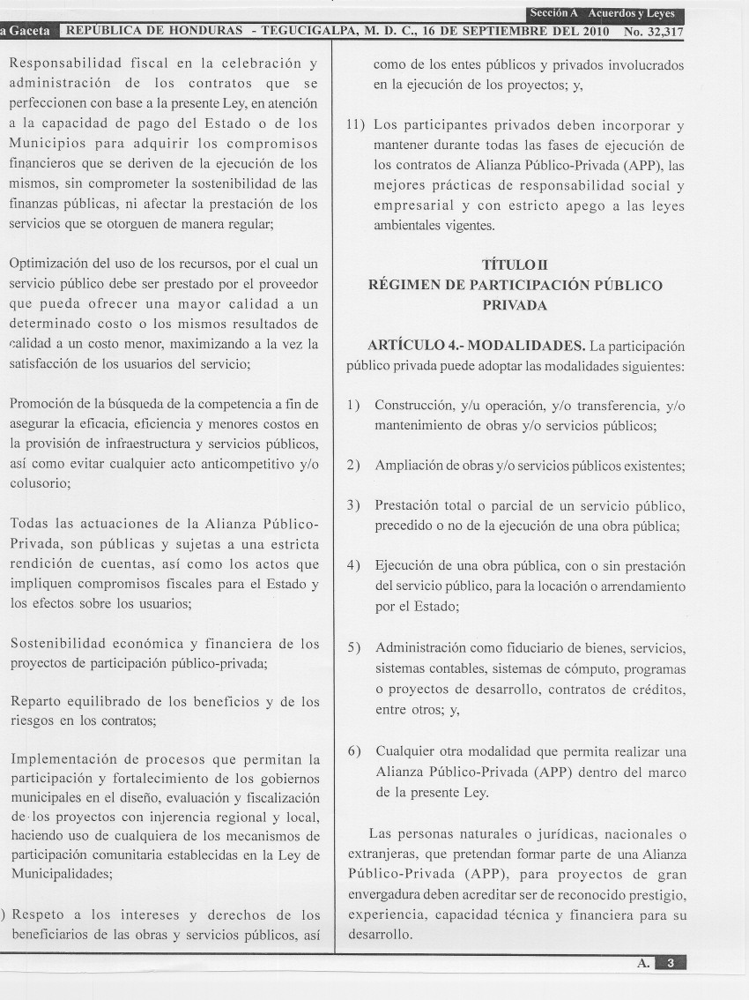 Sección A Acuerdos y Leyes
a Gaceta REPÚBLICA DE HONDURAS - TEGUCIGALPA, M. D. C., 16 DE SEPTIEMBRE DEL 2010 No. 32,317
Responsabilidad fiscal en la celebración y
administración de los contratos que se
perfeccionen con base a la presente Ley, en atención
a la capacidad de pago del Estado o de los
Municipios para adquirir los compromisos
financieros que se deriven de la ejecución de los
mismos, sin comprometer la sostenibilidad de las
finanzas públicas, ni afectar la prestación de los
servicios que se otorguen de manera regular;
Optimización del uso de los recursos, por el cual un
servicio público debe ser prestado por el proveedor
que pueda ofrecer una mayor calidad a un
determinado costo o los mismos resultados de
calidad a un costo menor, maximizando a la vez la
satisfacción de los usuarios del servicio;
Promoción de la búsqueda de la competencia a fin de
asegurar la eficacia, eficiencia y menores costos en
la provisión de infraestructura y servicios públicos,
así como evitar cualquier acto anticompetitivo y/o
colusorio;
Todas las actuaciones de la Alianza Público-
Privada, son públicas y sujetas a una estricta
rendición de cuentas, así como los actos que
impliquen compromisos fiscales para el Estado y
los efectos sobre los usuarios;
Sostenibilidad económica y financiera de los
proyectos de participación público-privada;
Reparto equilibrado de los beneficios y de los
riesgos en los contratos;
Implementación de procesos que permitan la
participación y fortalecimiento de los gobiernos
municipales en el diseño, evaluación y fiscalización
de los proyectos con injerencia regional y local,
haciendo uso de cualquiera de los mecanismos de
participación comunitaria establecidas en la Ley de
Municipalidades;
) Respeto a los intereses y derechos de los
beneficiarios de las obras y servicios públicos, así
como de los entes públicos y privados involucrados
en la ejecución de los proyectos; y,
11) Los participantes privados deben incorporar y
mantener durante todas las fases de ejecución de
los contratos de Alianza Público-Privada (APP), las
mejores prácticas de responsabilidad social y
empresarial y con estricto apego a las leyes
ambientales vigentes.
TÍTULO II
RÉGIMEN DE PARTICIPACIÓN PÚBLICO
PRIVADA
ARTÍCULO 4.- MODALIDADES. La participación
público privada puede adoptar las modalidades siguientes:
1) Construcción, y/u operación, y/o transferencia, y/o
mantenimiento de obras y/o servicios públicos;
2) Ampliación de obras y/o servicios públicos existentes;
3) Prestación total o parcial de un servicio público,
precedido o no de la ejecución de una obra pública;
4) Ejecución de una obra pública, con o sin prestación
del servicio público, para la locación o arrendamiento
por el Estado;
5) Administración como fiduciario de bienes, servicios,
sistemas contables, sistemas de cómputo, programas
o proyectos de desarrollo, contratos de créditos,
entre otros; y,
6) Cualquier otra modalidad que permita realizar una
Alianza Público-Privada (APP) dentro del marco
de la presente Ley.
Las personas naturales o jurídicas, nacionales o
extranjeras, que pretendan formar parte de una Alianza
Público-Privada (APP), para proyectos de gran
envergadura deben acreditar ser de reconocido prestigio,
experiencia, capacidad técnica y financiera para su
desarrollo.
A. 3